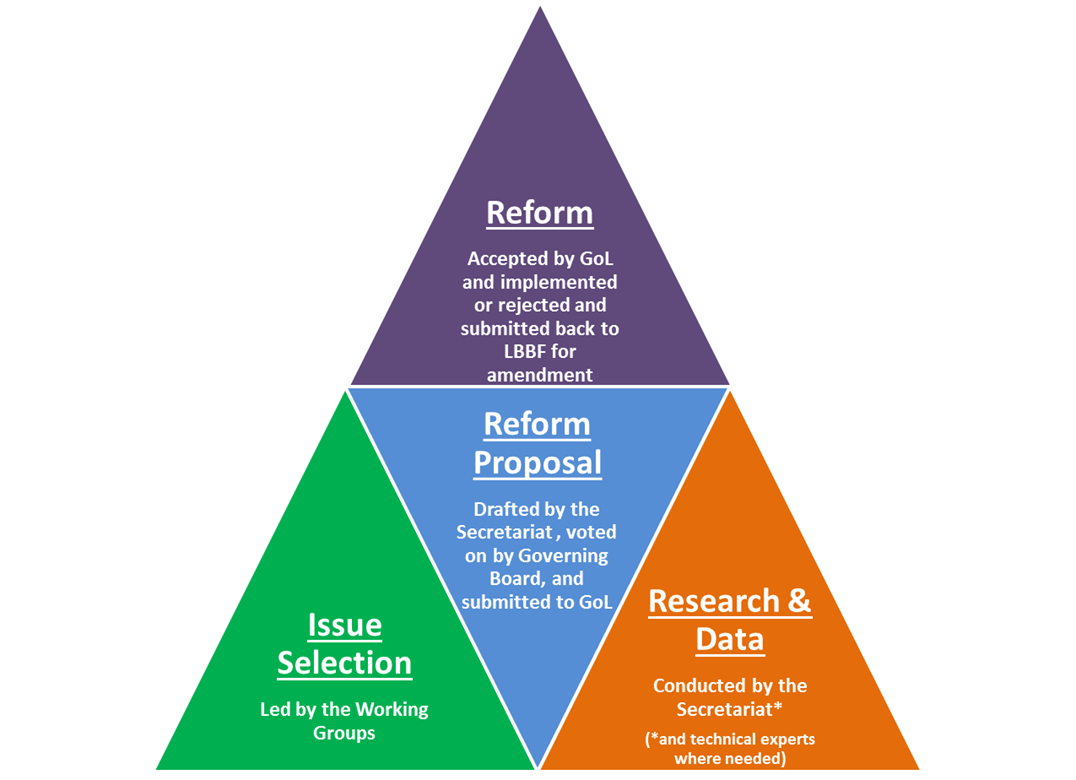 Reform
Accepted by GoL
and implemented
or rejected and
submitted back to
LBBF for
amendment
Reform
Proposal
Drafted by the
Secretariat , voted
on by Governing
Board, and
submitted to GoL
Issue
Selection
Led by the Working
Groups
Research &
Data
Conducted by the
Secretariat*
(*and technical experts
where needed)